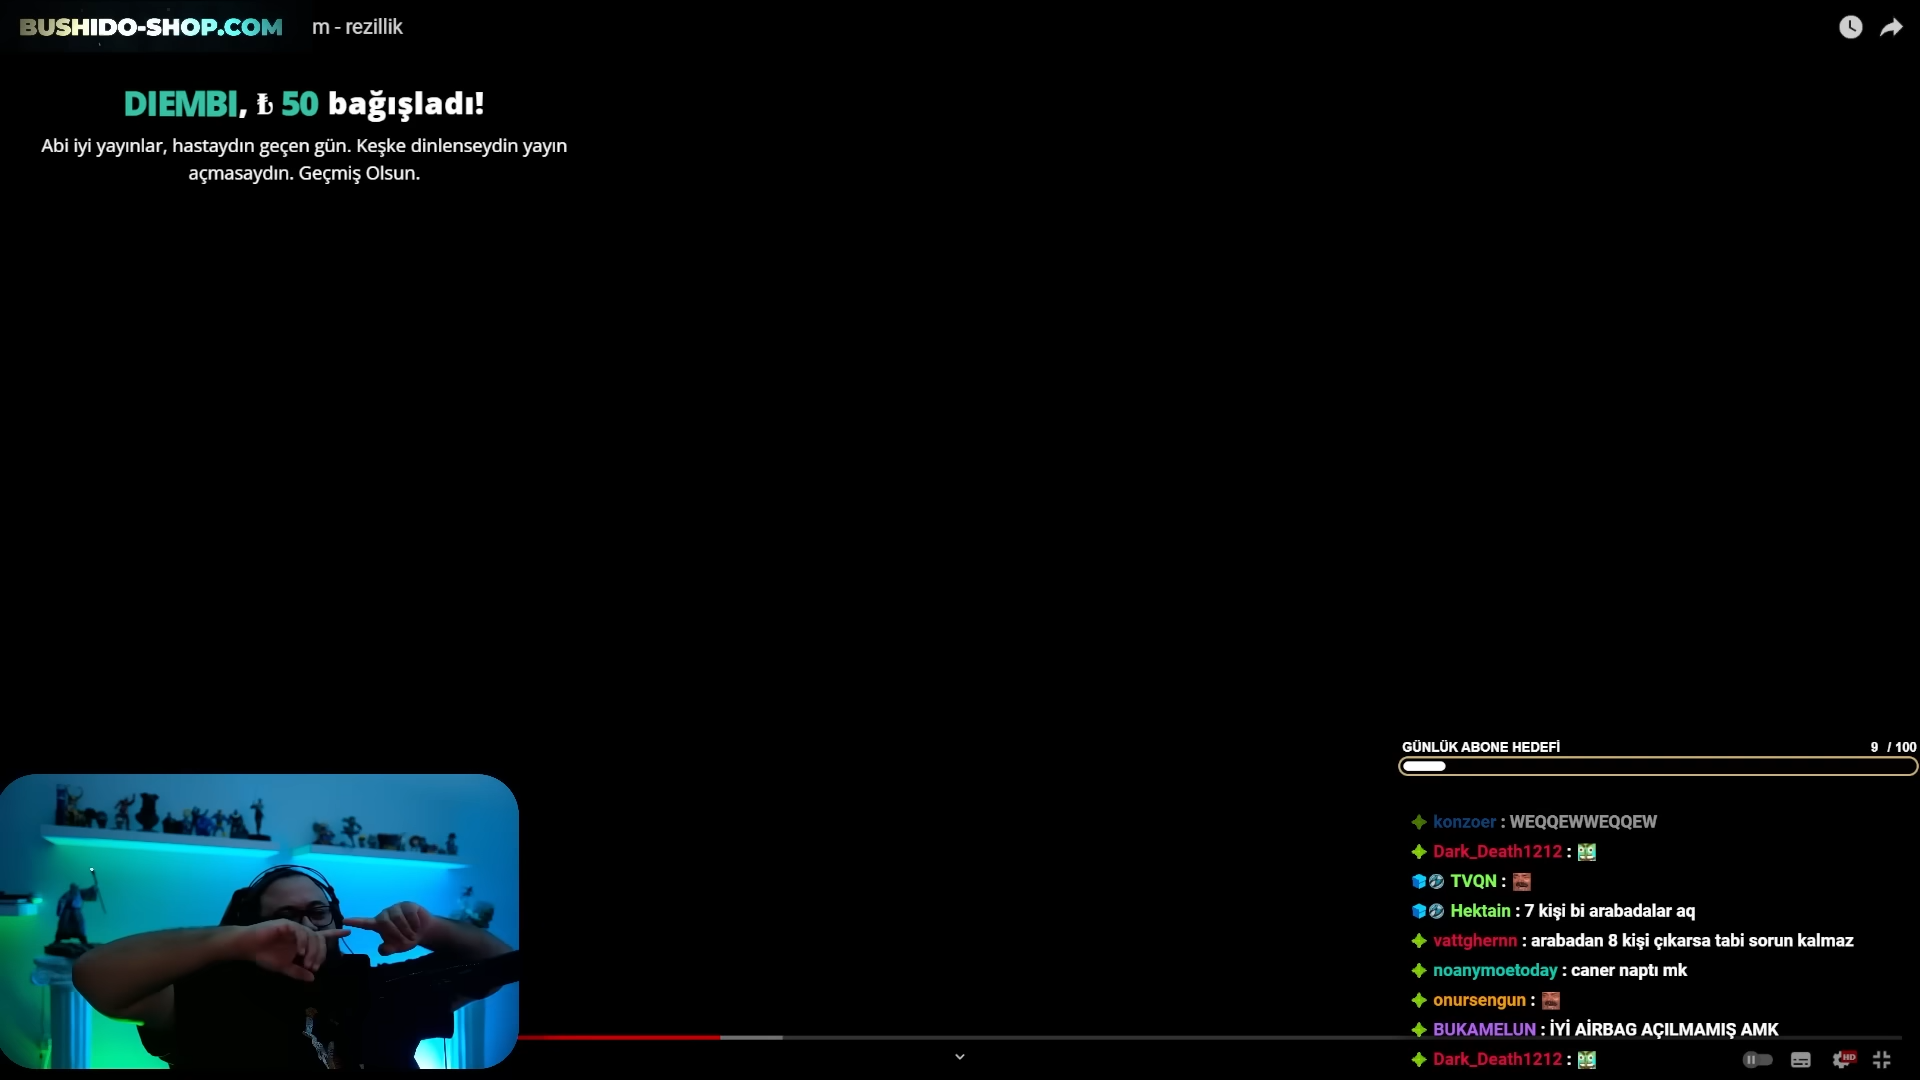 BUSHIDO-SHOP.COM
m - rezillik
DIEMBI, ₺ 50 bağışladı!
Abi iyi yayınlar, hastaydın geçen gün. Keşke dinlenseydin yayın
açmasaydın. Geçmiş Olsun.
GÜNLÜK ABONE HEDEFİ 9 / 100
konzoer : WEQQEWWEQQEW
Dark_Death1212 :
TVQN :
Hektain : 7 kişi bi arabadalar aq
vattghernn : arabadan 8 kişi çıkarsa tabi sorun kalmaz
noanymoetoday : caner naptı mk
onursengun :
BUKAMELUN : İYİ AİRBAG AÇILMAMIŞ AMK
Dark_Death1212 :
HD